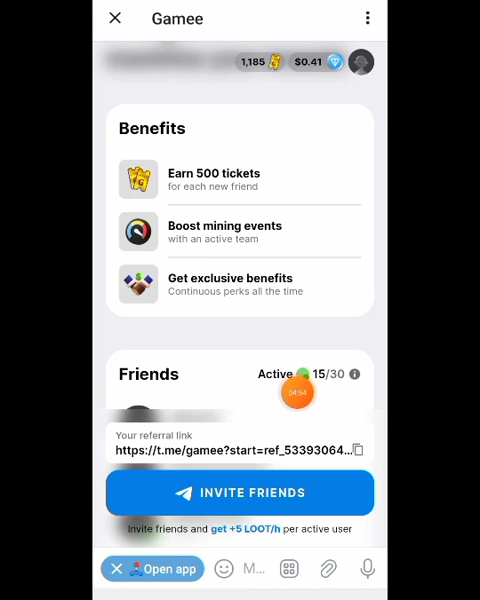 Gamee
1,185 $0.41
Benefits
Earn 500 tickets
for each new friend
Boost mining events
with an active team
Get exclusive benefits
Continuous perks all the time
Friends Active 15/30
04:54
Your referral link
https://t.me/gamee?start=ref_53393064...
INVITE FRIENDS
Invite friends and get +5 LOOT/h per active user
Open app M...